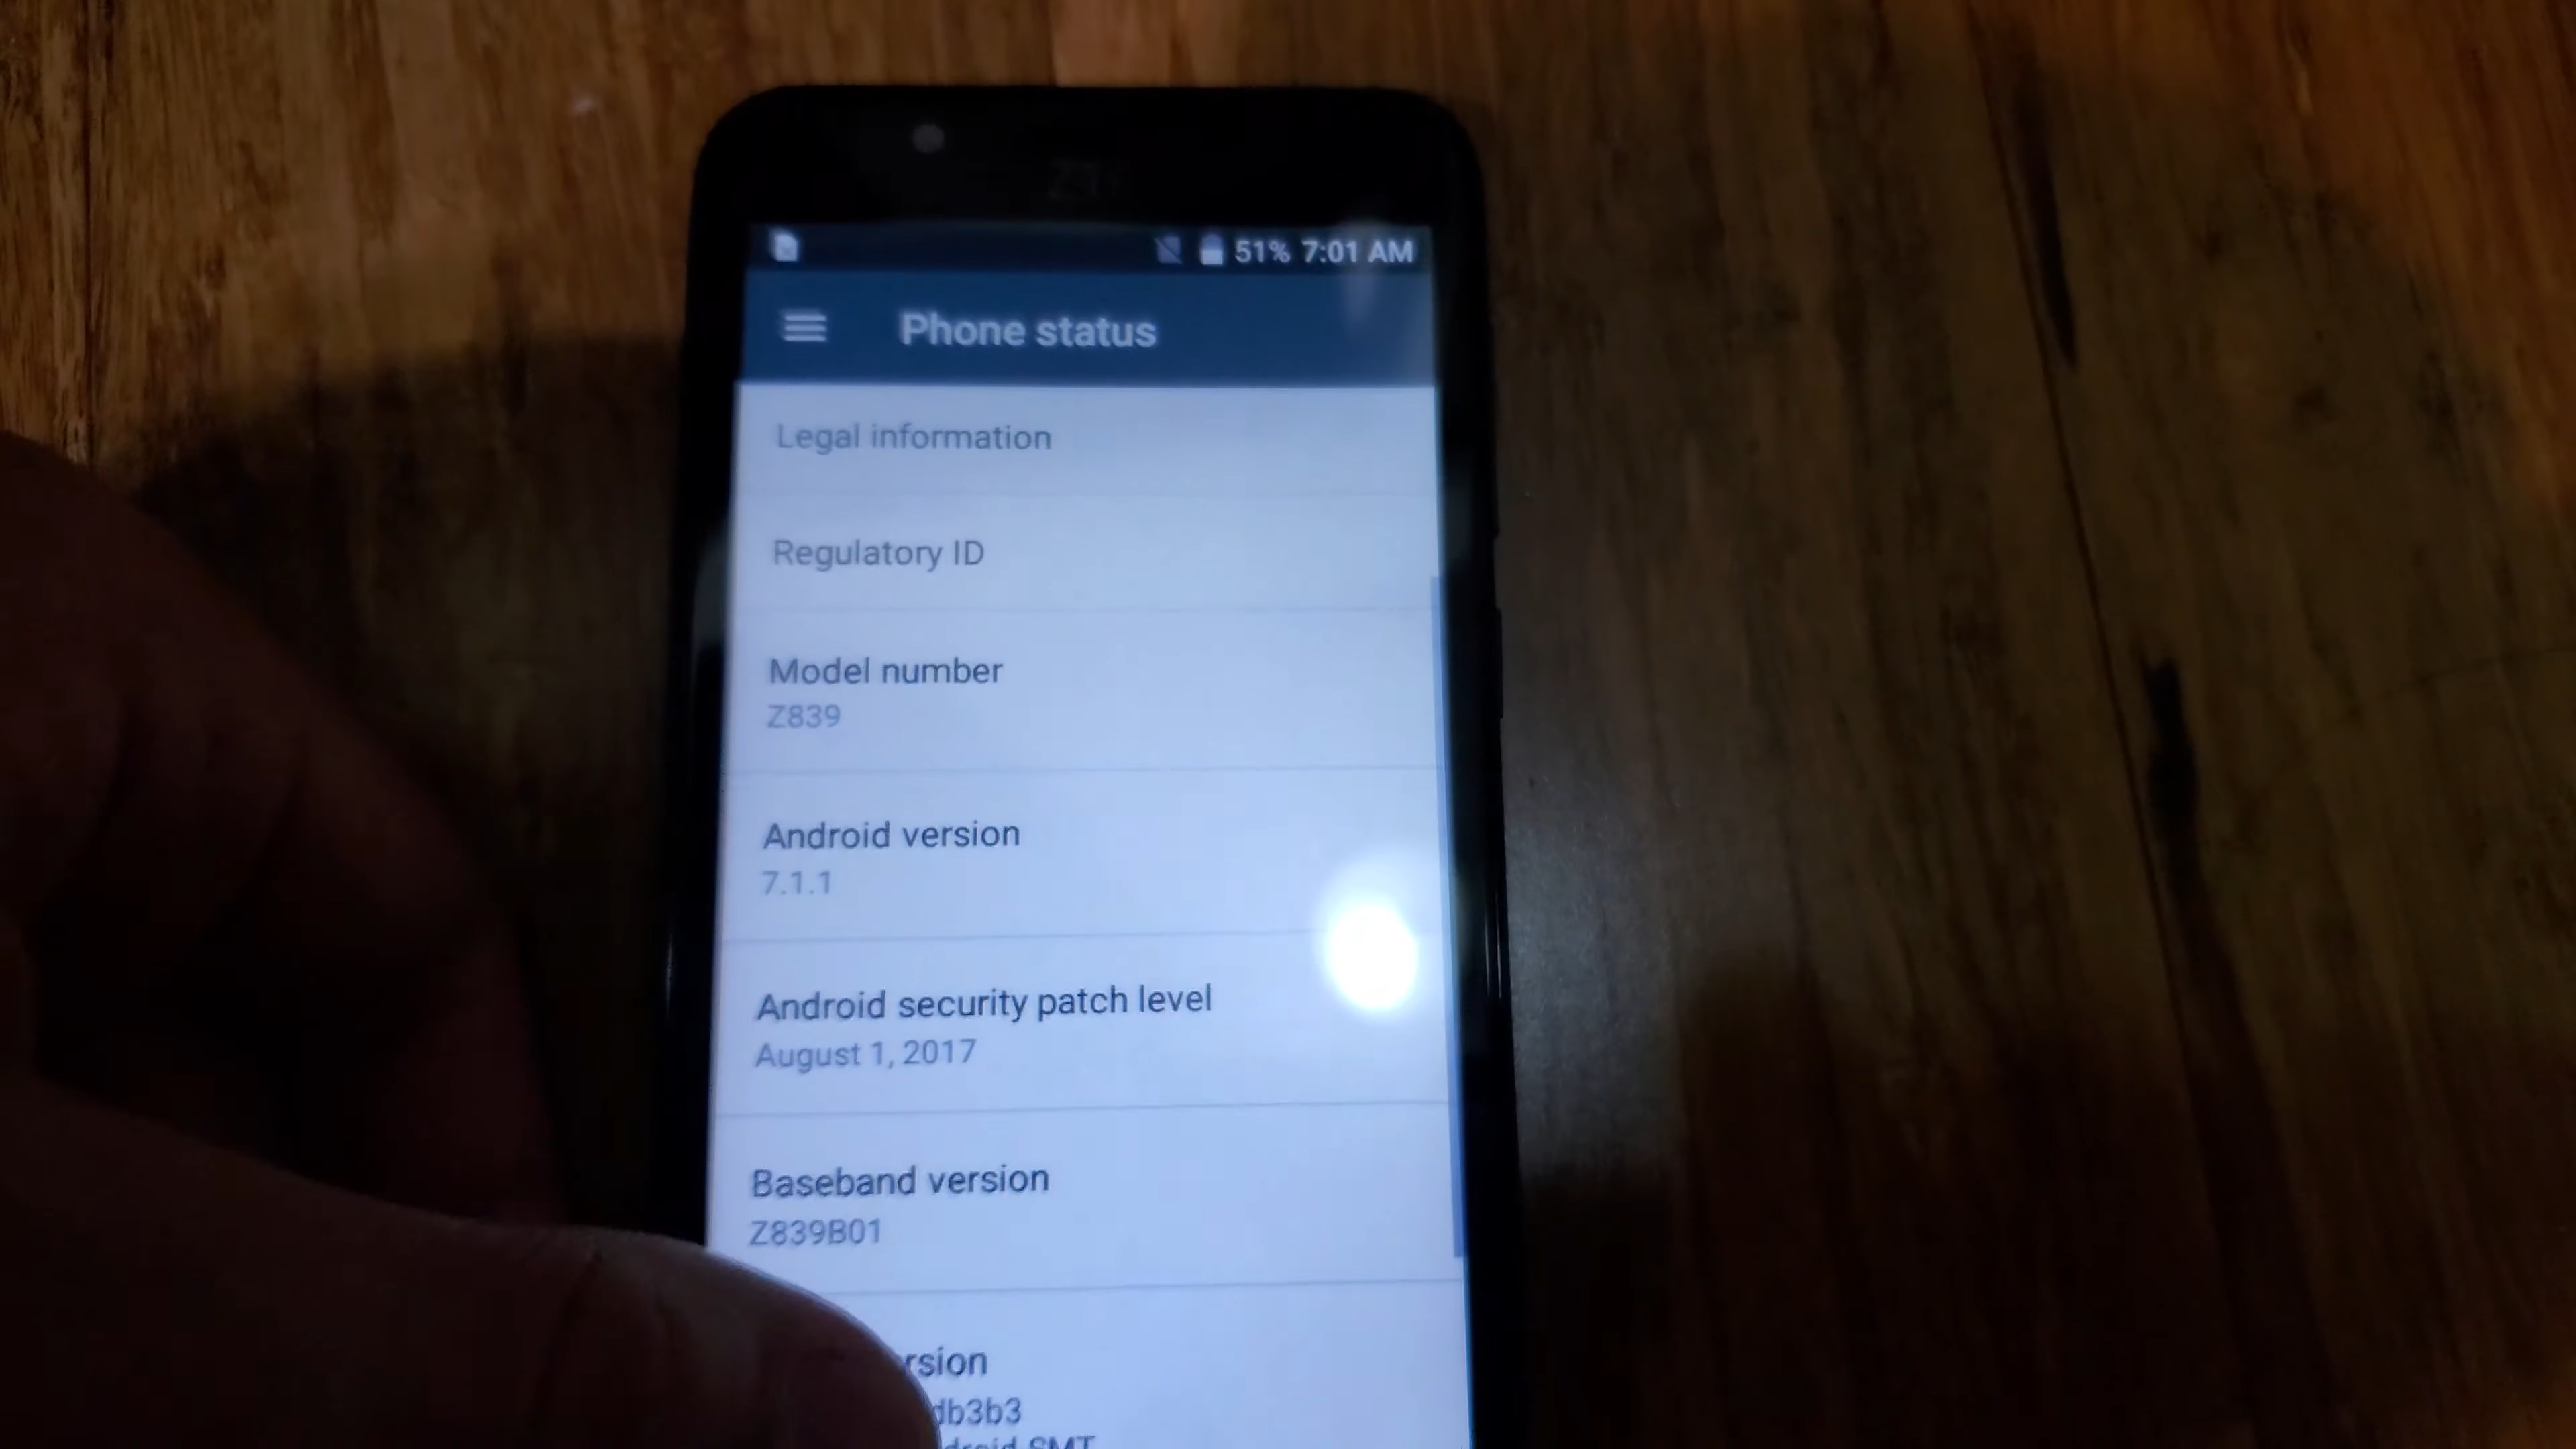 51% 7:01 AM
Phone status
Legal information
Regulatory ID
Model number
Z839
Android version
7.1.1
Android security patch level
August 1, 2017
Baseband version
Z839B01
rsion
db3b3
SMT